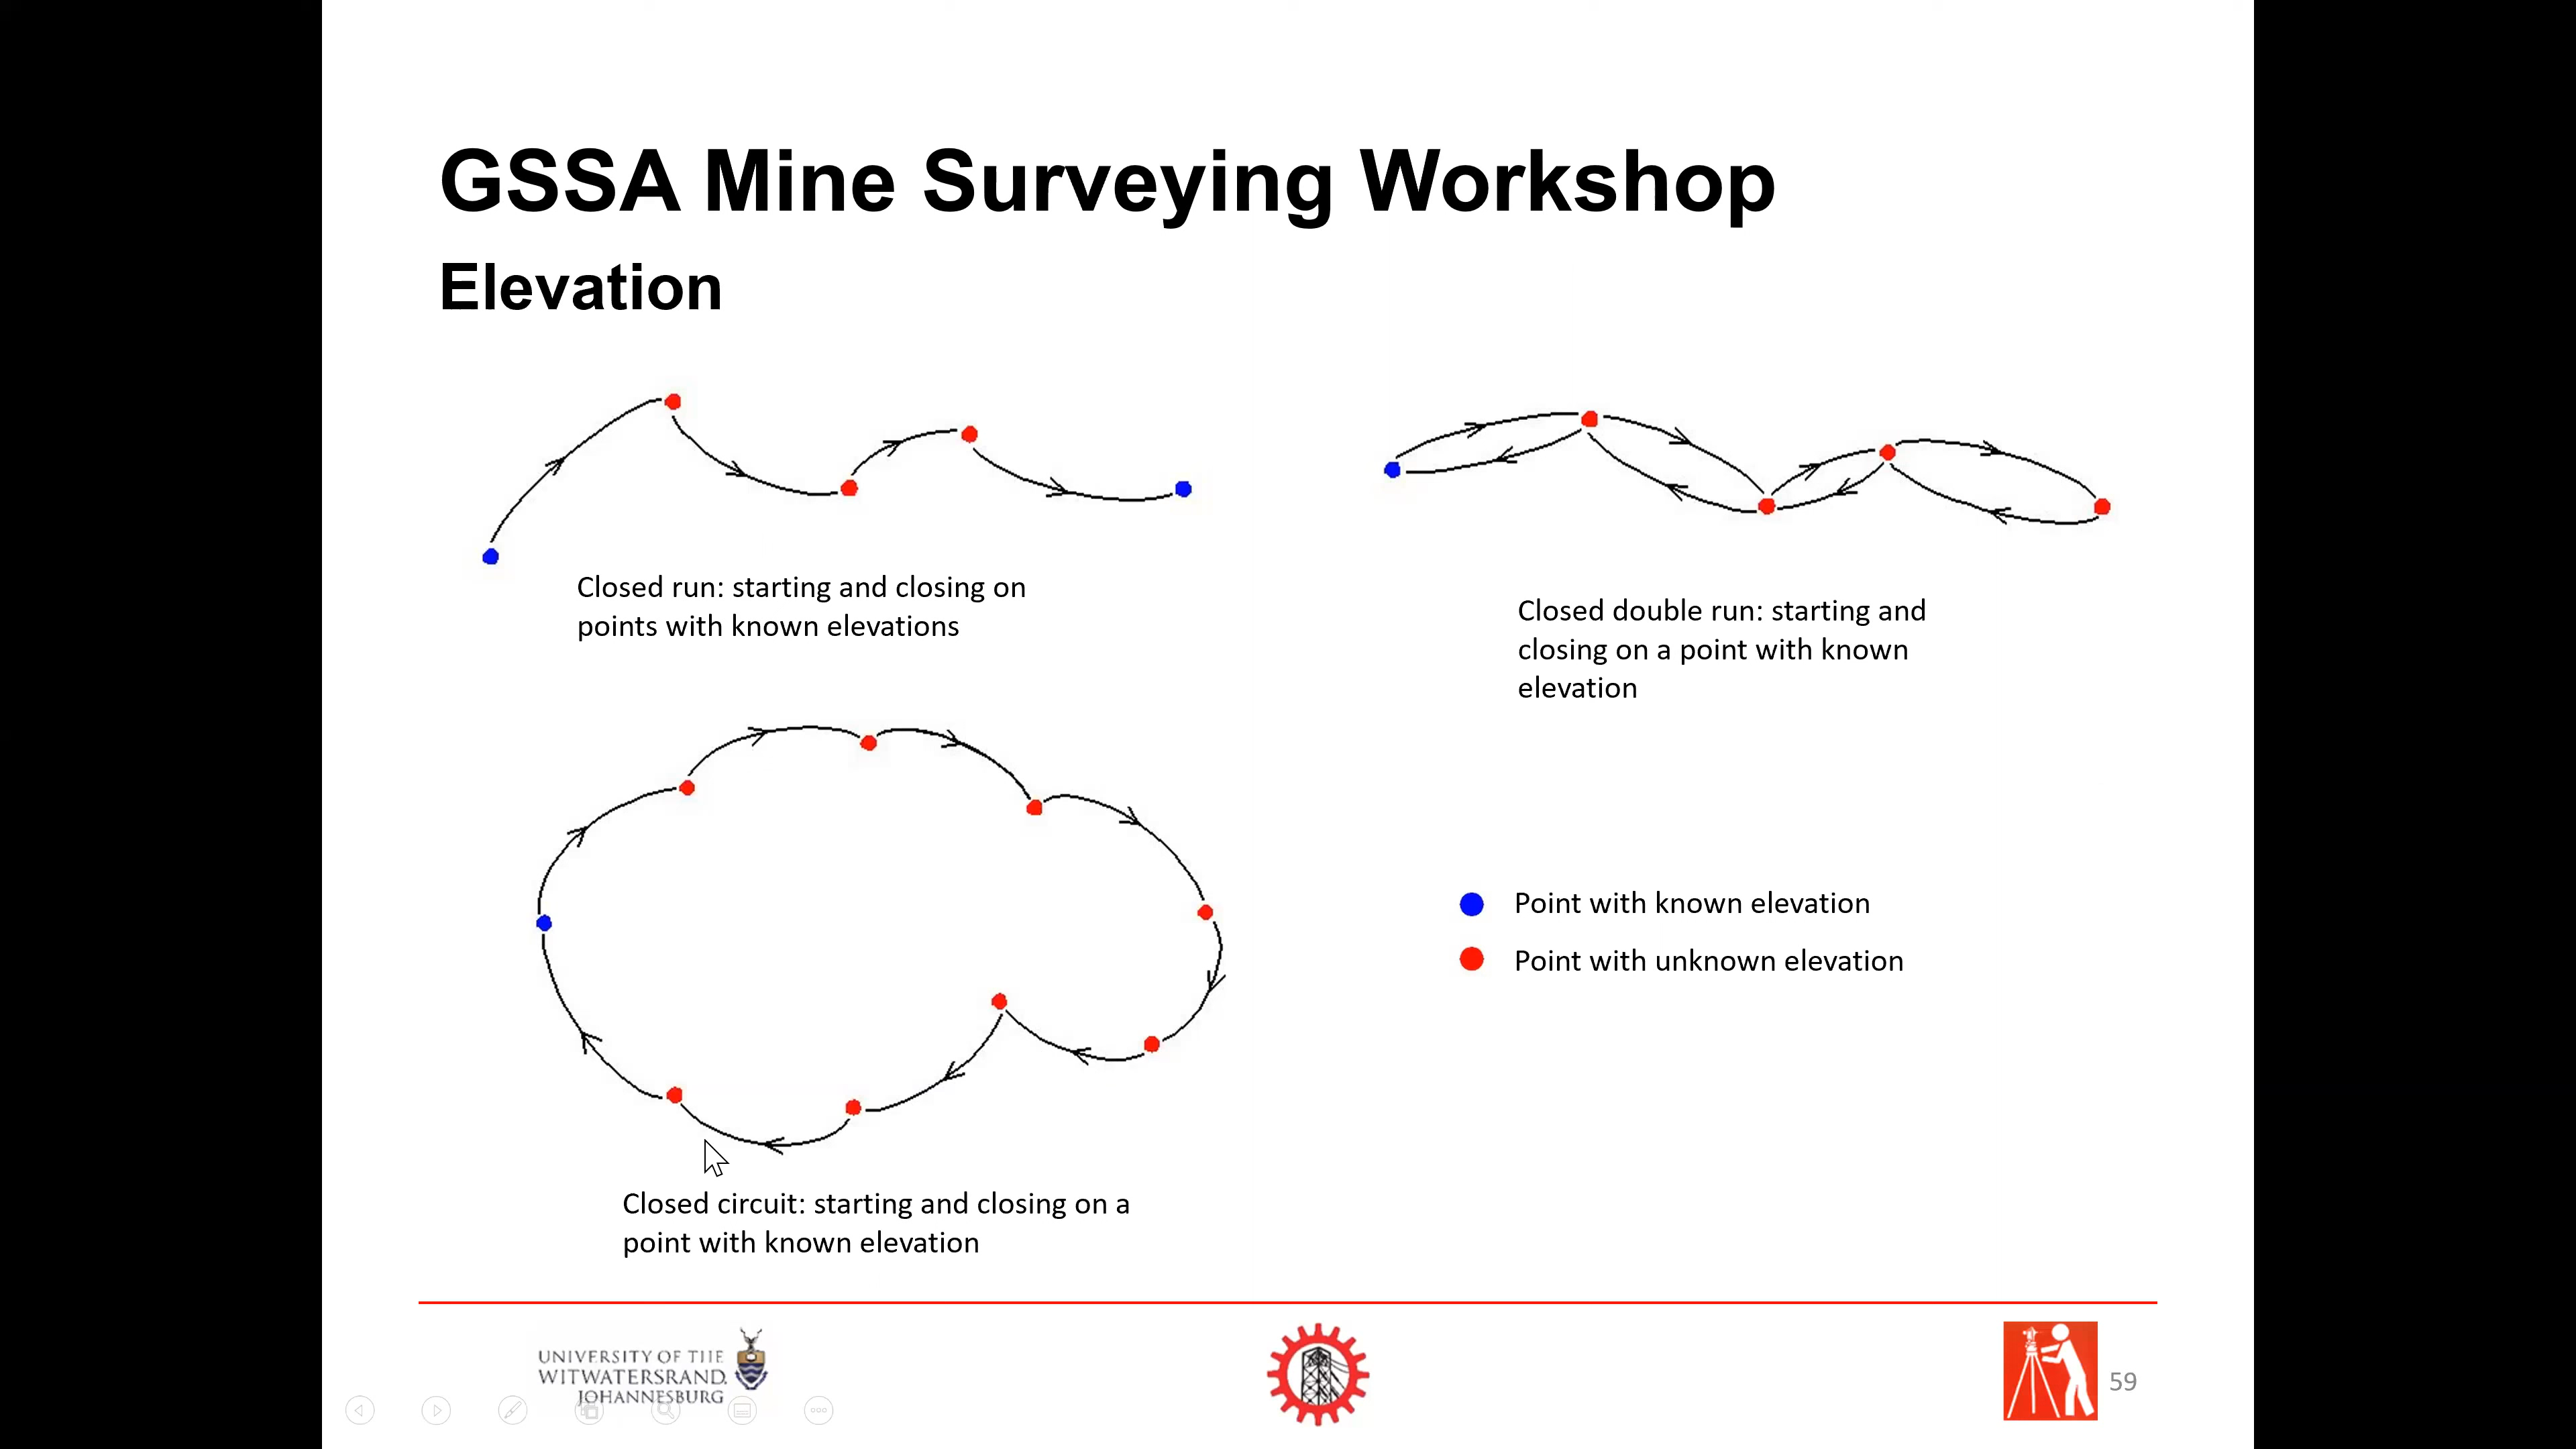 GSSA Mine Surveying Workshop
Elevation
Closed run: starting and closing on
points with known elevations
Closed double run: starting and
closing on a point with known
elevation
Point with known elevation
Point with unknown elevation
Closed circuit: starting and closing on a
point with known elevation
UNIVERSITY OF THE
WITWATERSRAND,
JOHANNESBURG
59